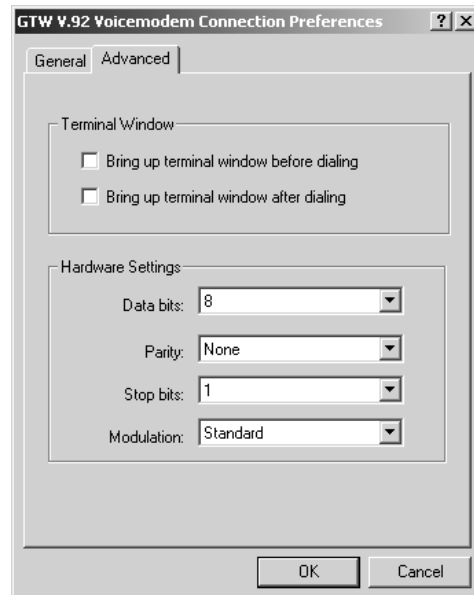 GTW V.92 Voicemodem Connection Preferences
General Advanced
Terminal Window
Bring up terminal window before dialing
Bring up terminal window after dialing
Hardware Settings
Data bits: 8
Parity: None
Stop bits: 1
Modulation: Standard
OK Cancel